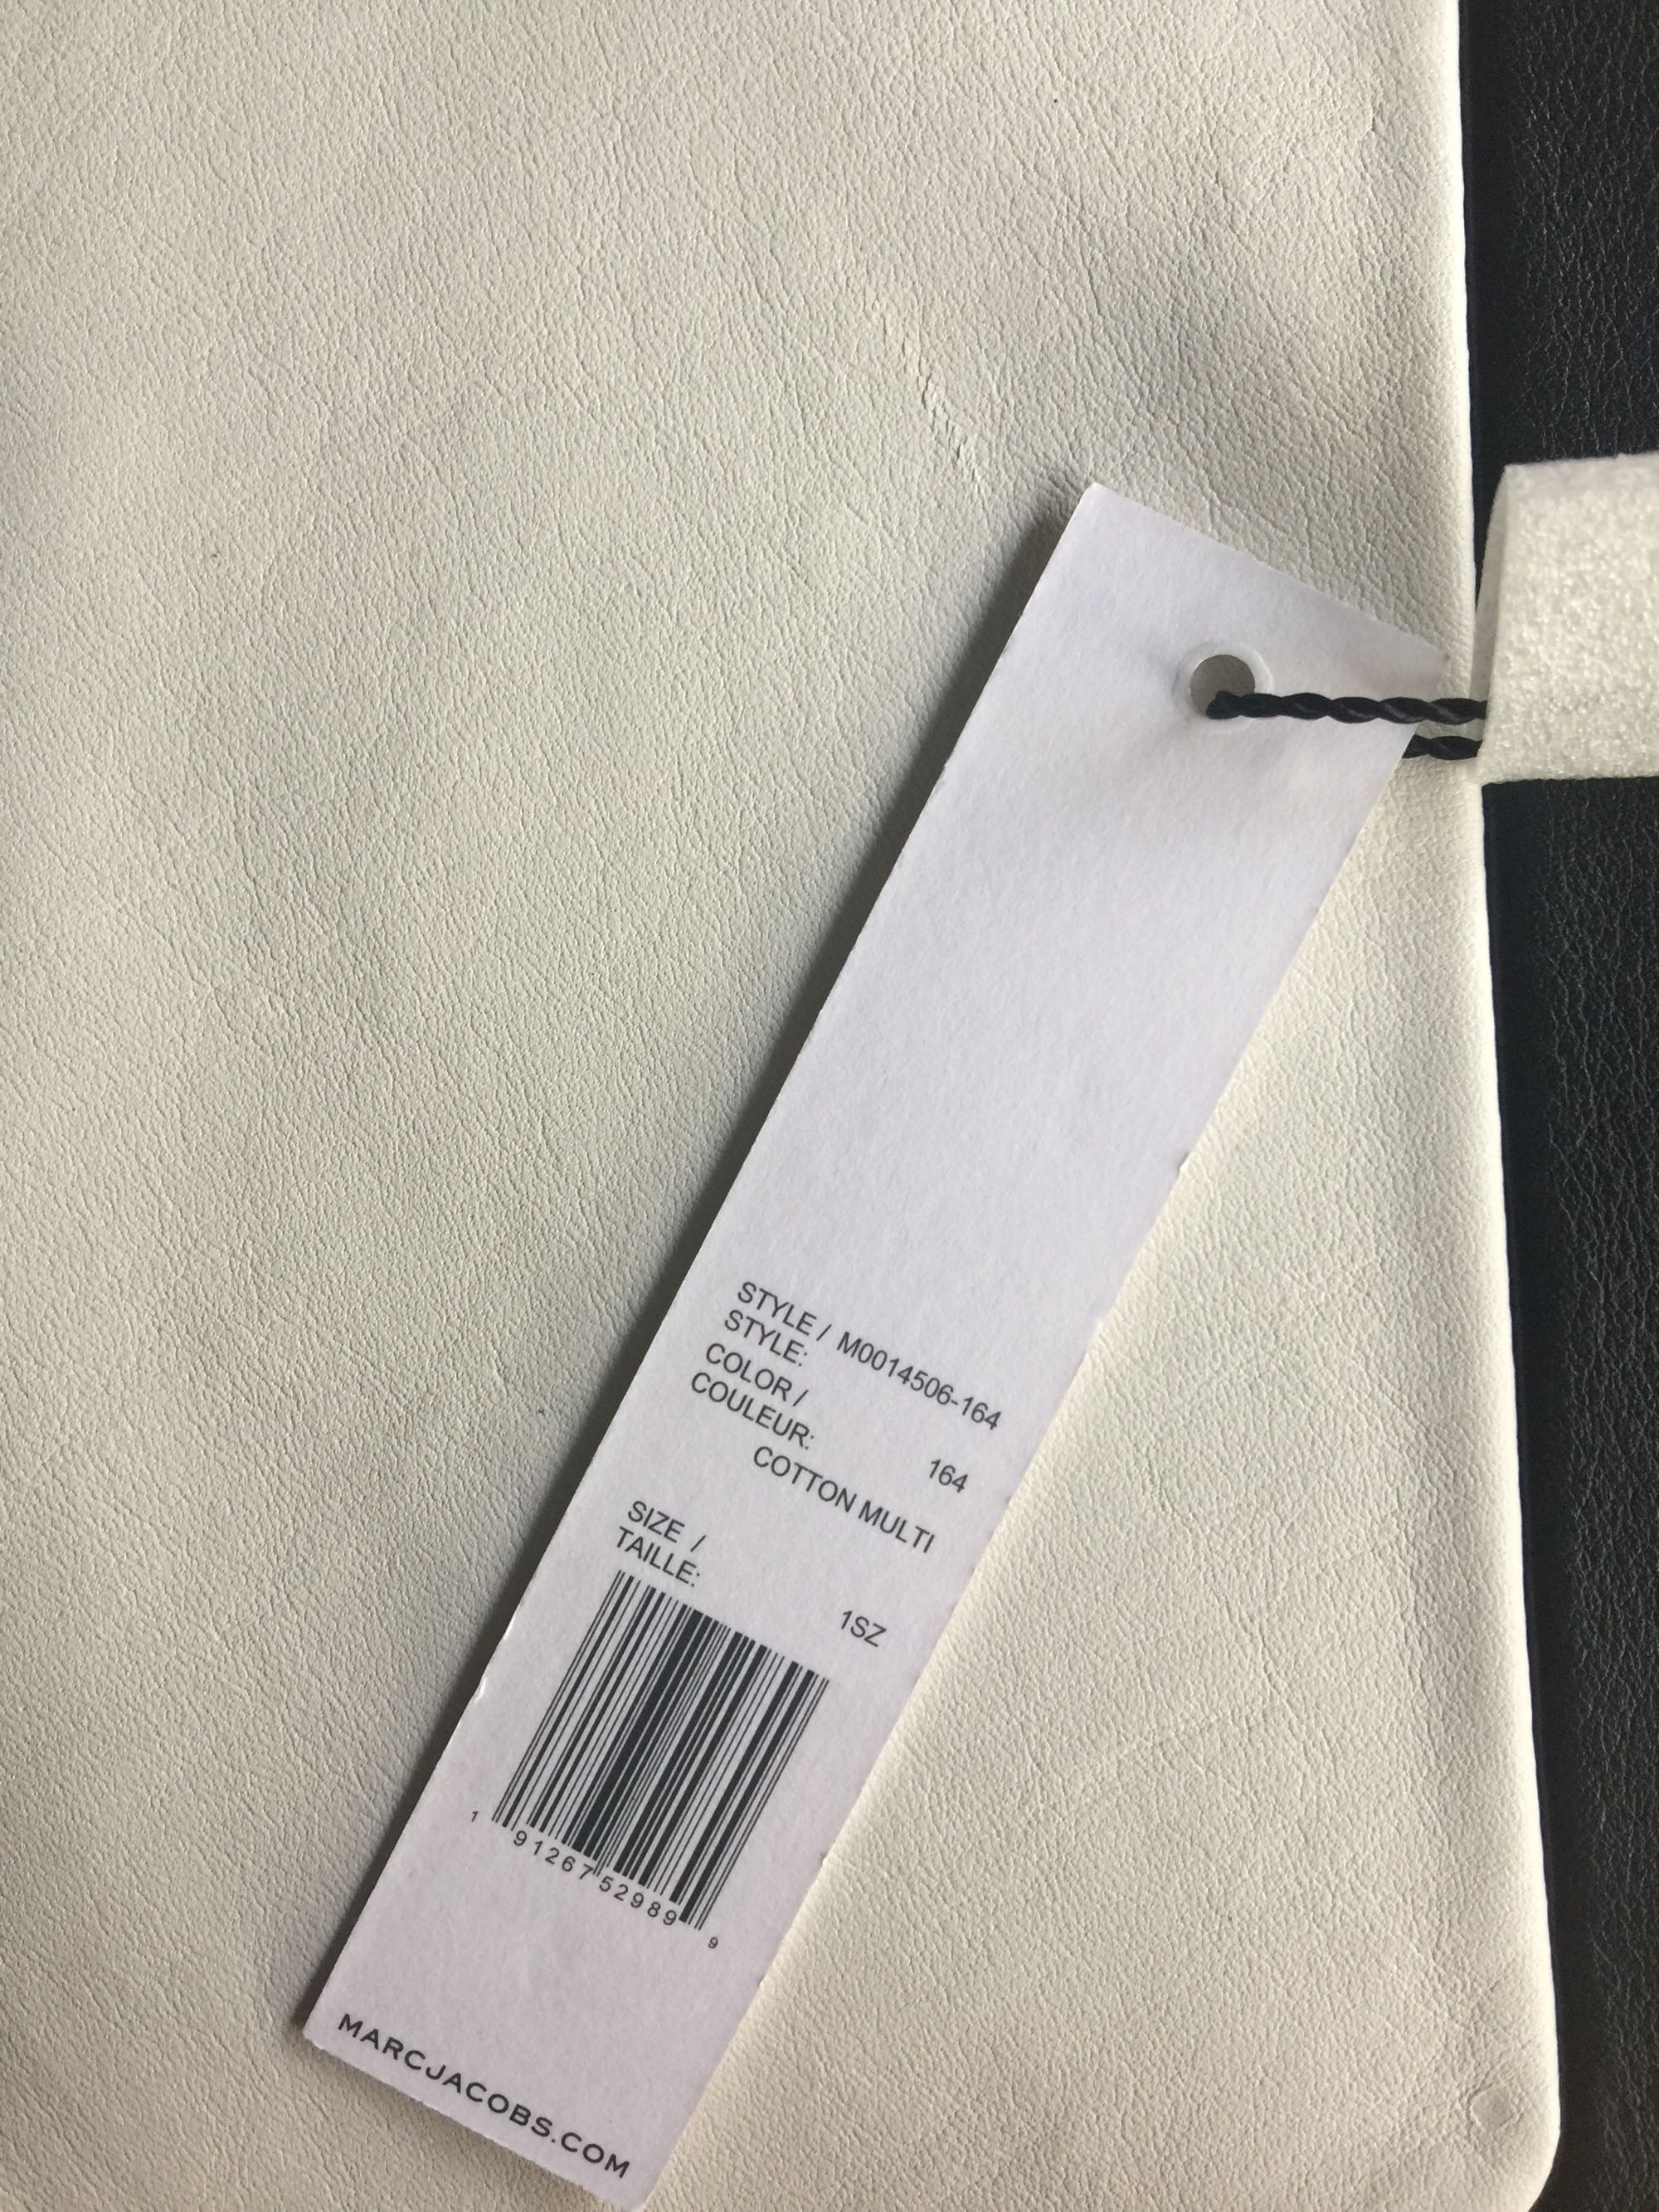 STYLE / M0014506-164
STYLE:
COLOR / 164
COULEUR:
COTTON MULTI
SIZE / 1SZ
TAILLE:
1 91267 52989 9
MARCJACOBS.COM